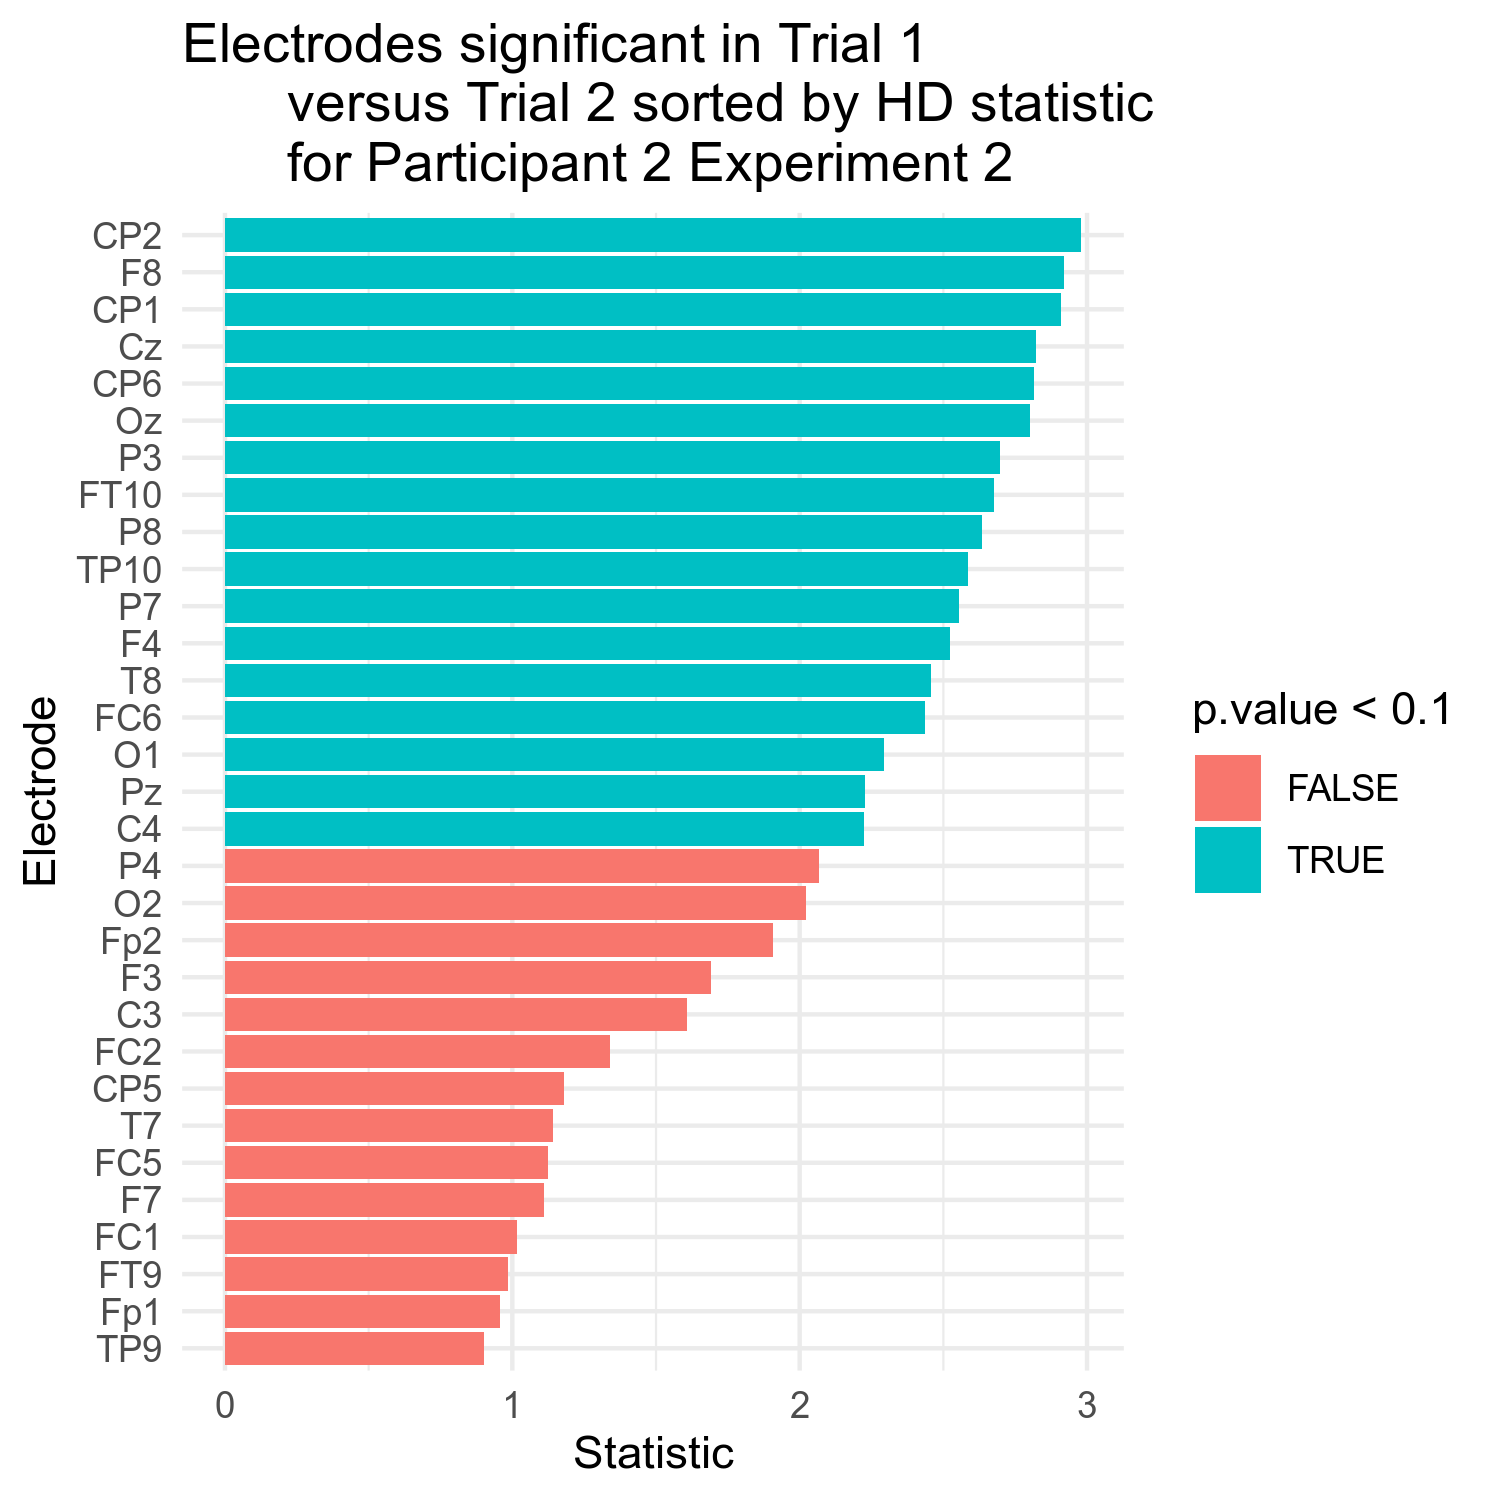 Electrodes significant in Trial 1
versus Trial 2 sorted by HD statistic
for Participant 2 Experiment 2
Electrode
CP2
F8
CP1
Cz
CP6
Oz
P3
FT10
P8
TP10
P7
F4
T8
FC6
O1
Pz
C4
P4
O2
Fp2
F3
C3
FC2
CP5
T7
FC5
F7
FC1
FT9
Fp1
TP9
0 1 2 3
Statistic
p.value < 0.1
FALSE
TRUE